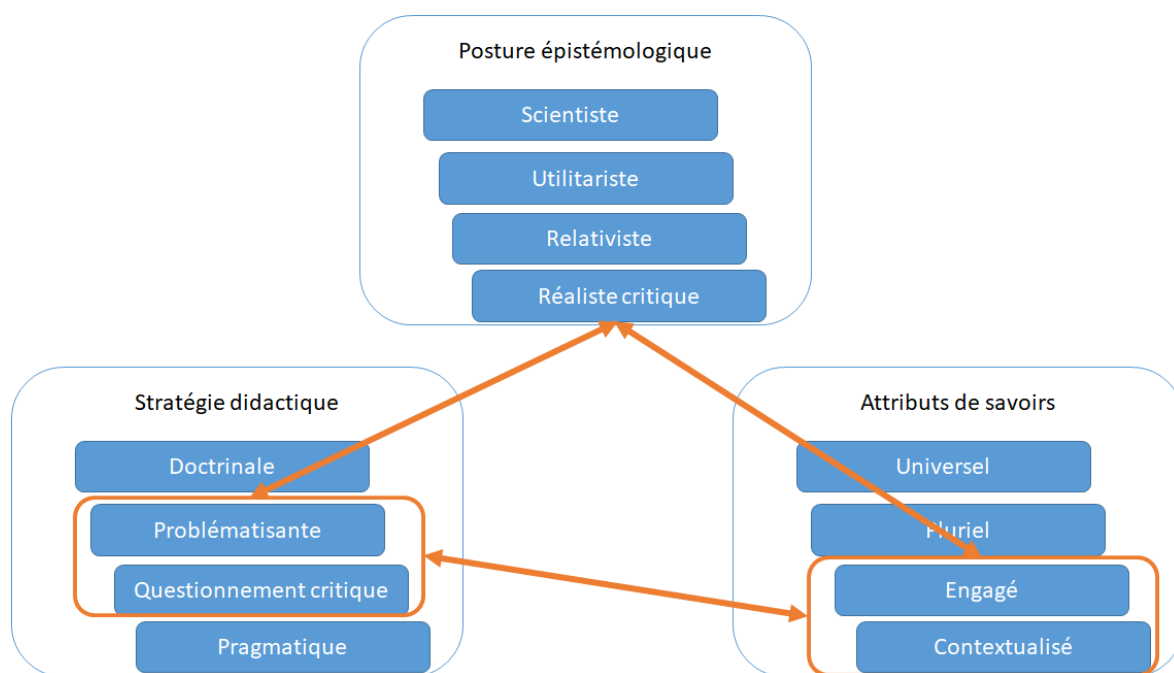 Posture épistémologique
Scientiste
Utilitariste
Relativiste
Réaliste critique
Stratégie didactique
Doctrinale
Problématisante
Questionnement critique
Pragmatique
Attributs de savoirs
Universel
Pluriel
Engagé
Contextualisé